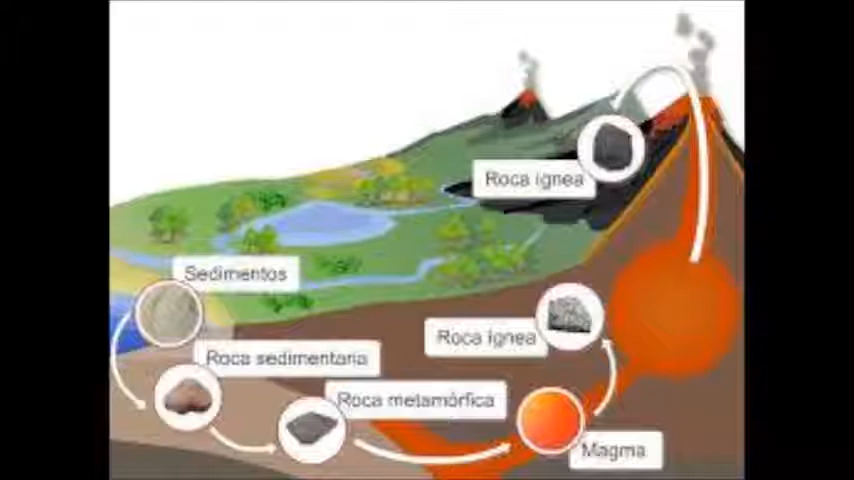 Roca ígnea
Sedimentos
Roca ígnea
Roca sedimentaria
Roca metamórfica
Magma